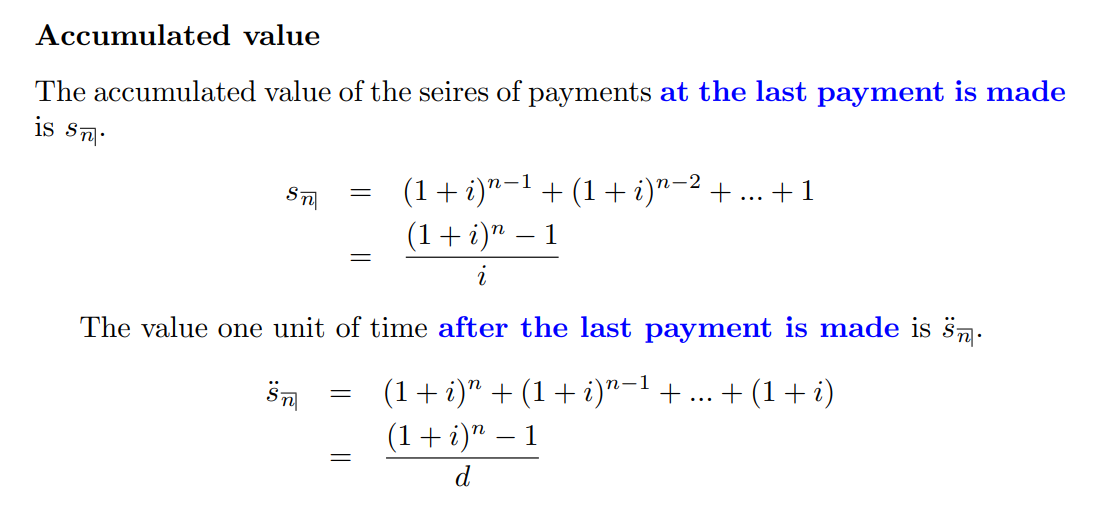 Accumulated value
The accumulated value of the seires of payments at the last payment is made
is s_{\overline{n}|}.
s_{\overline{n}|} = (1 + i)^{n−1} + (1 + i)^{n−2} + ... + 1
= \frac{(1 + i)^n − 1}{i}
The value one unit of time after the last payment is made is \ddot{s}_{\overline{n}|}.
\ddot{s}_{\overline{n}|} = (1 + i)^n + (1 + i)^{n−1} + ... + (1 + i)
= \frac{(1 + i)^n − 1}{d}